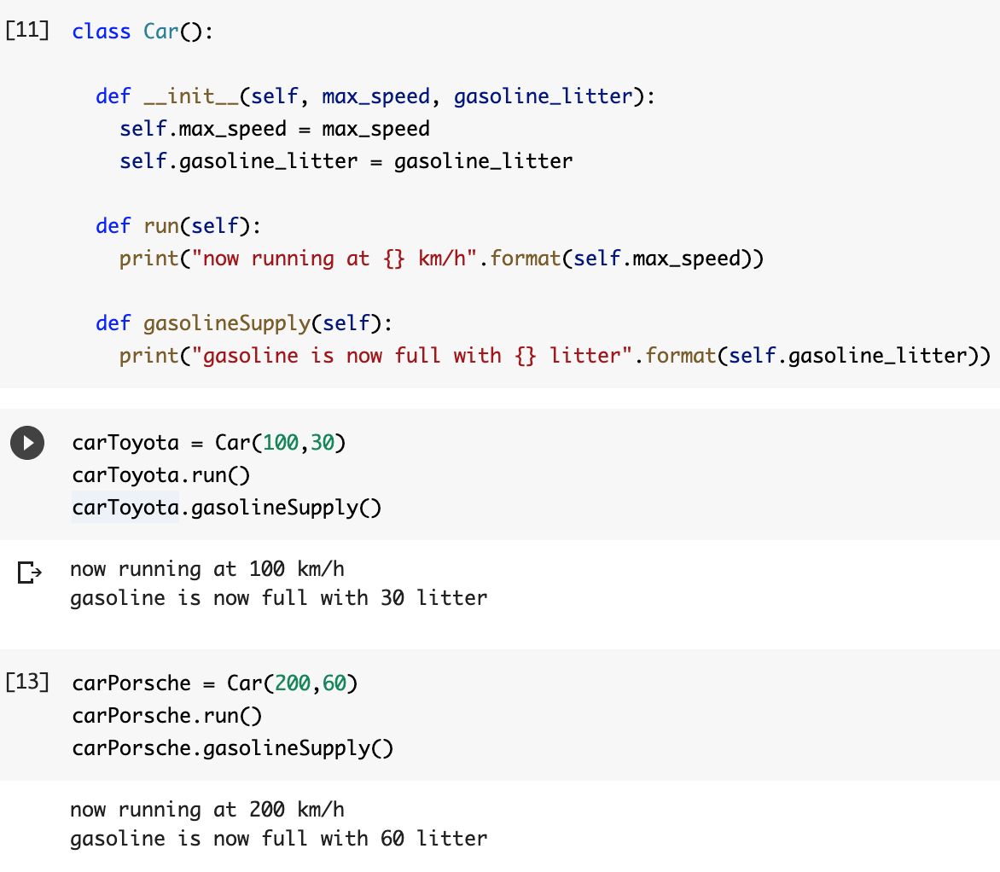 [11] class Car():
def __init__(self, max_speed, gasoline_litter):
self.max_speed = max_speed
self.gasoline_litter = gasoline_litter
def run(self):
print("now running at {} km/h".format(self.max_speed))
def gasolineSupply(self):
print("gasoline is now full with {} litter".format(self.gasoline_litter))
carToyota = Car(100,30)
carToyota.run()
carToyota.gasolineSupply()
now running at 100 km/h
gasoline is now full with 30 litter
[13] carPorsche = Car(200,60)
carPorsche.run()
carPorsche.gasolineSupply()
now running at 200 km/h
gasoline is now full with 60 litter